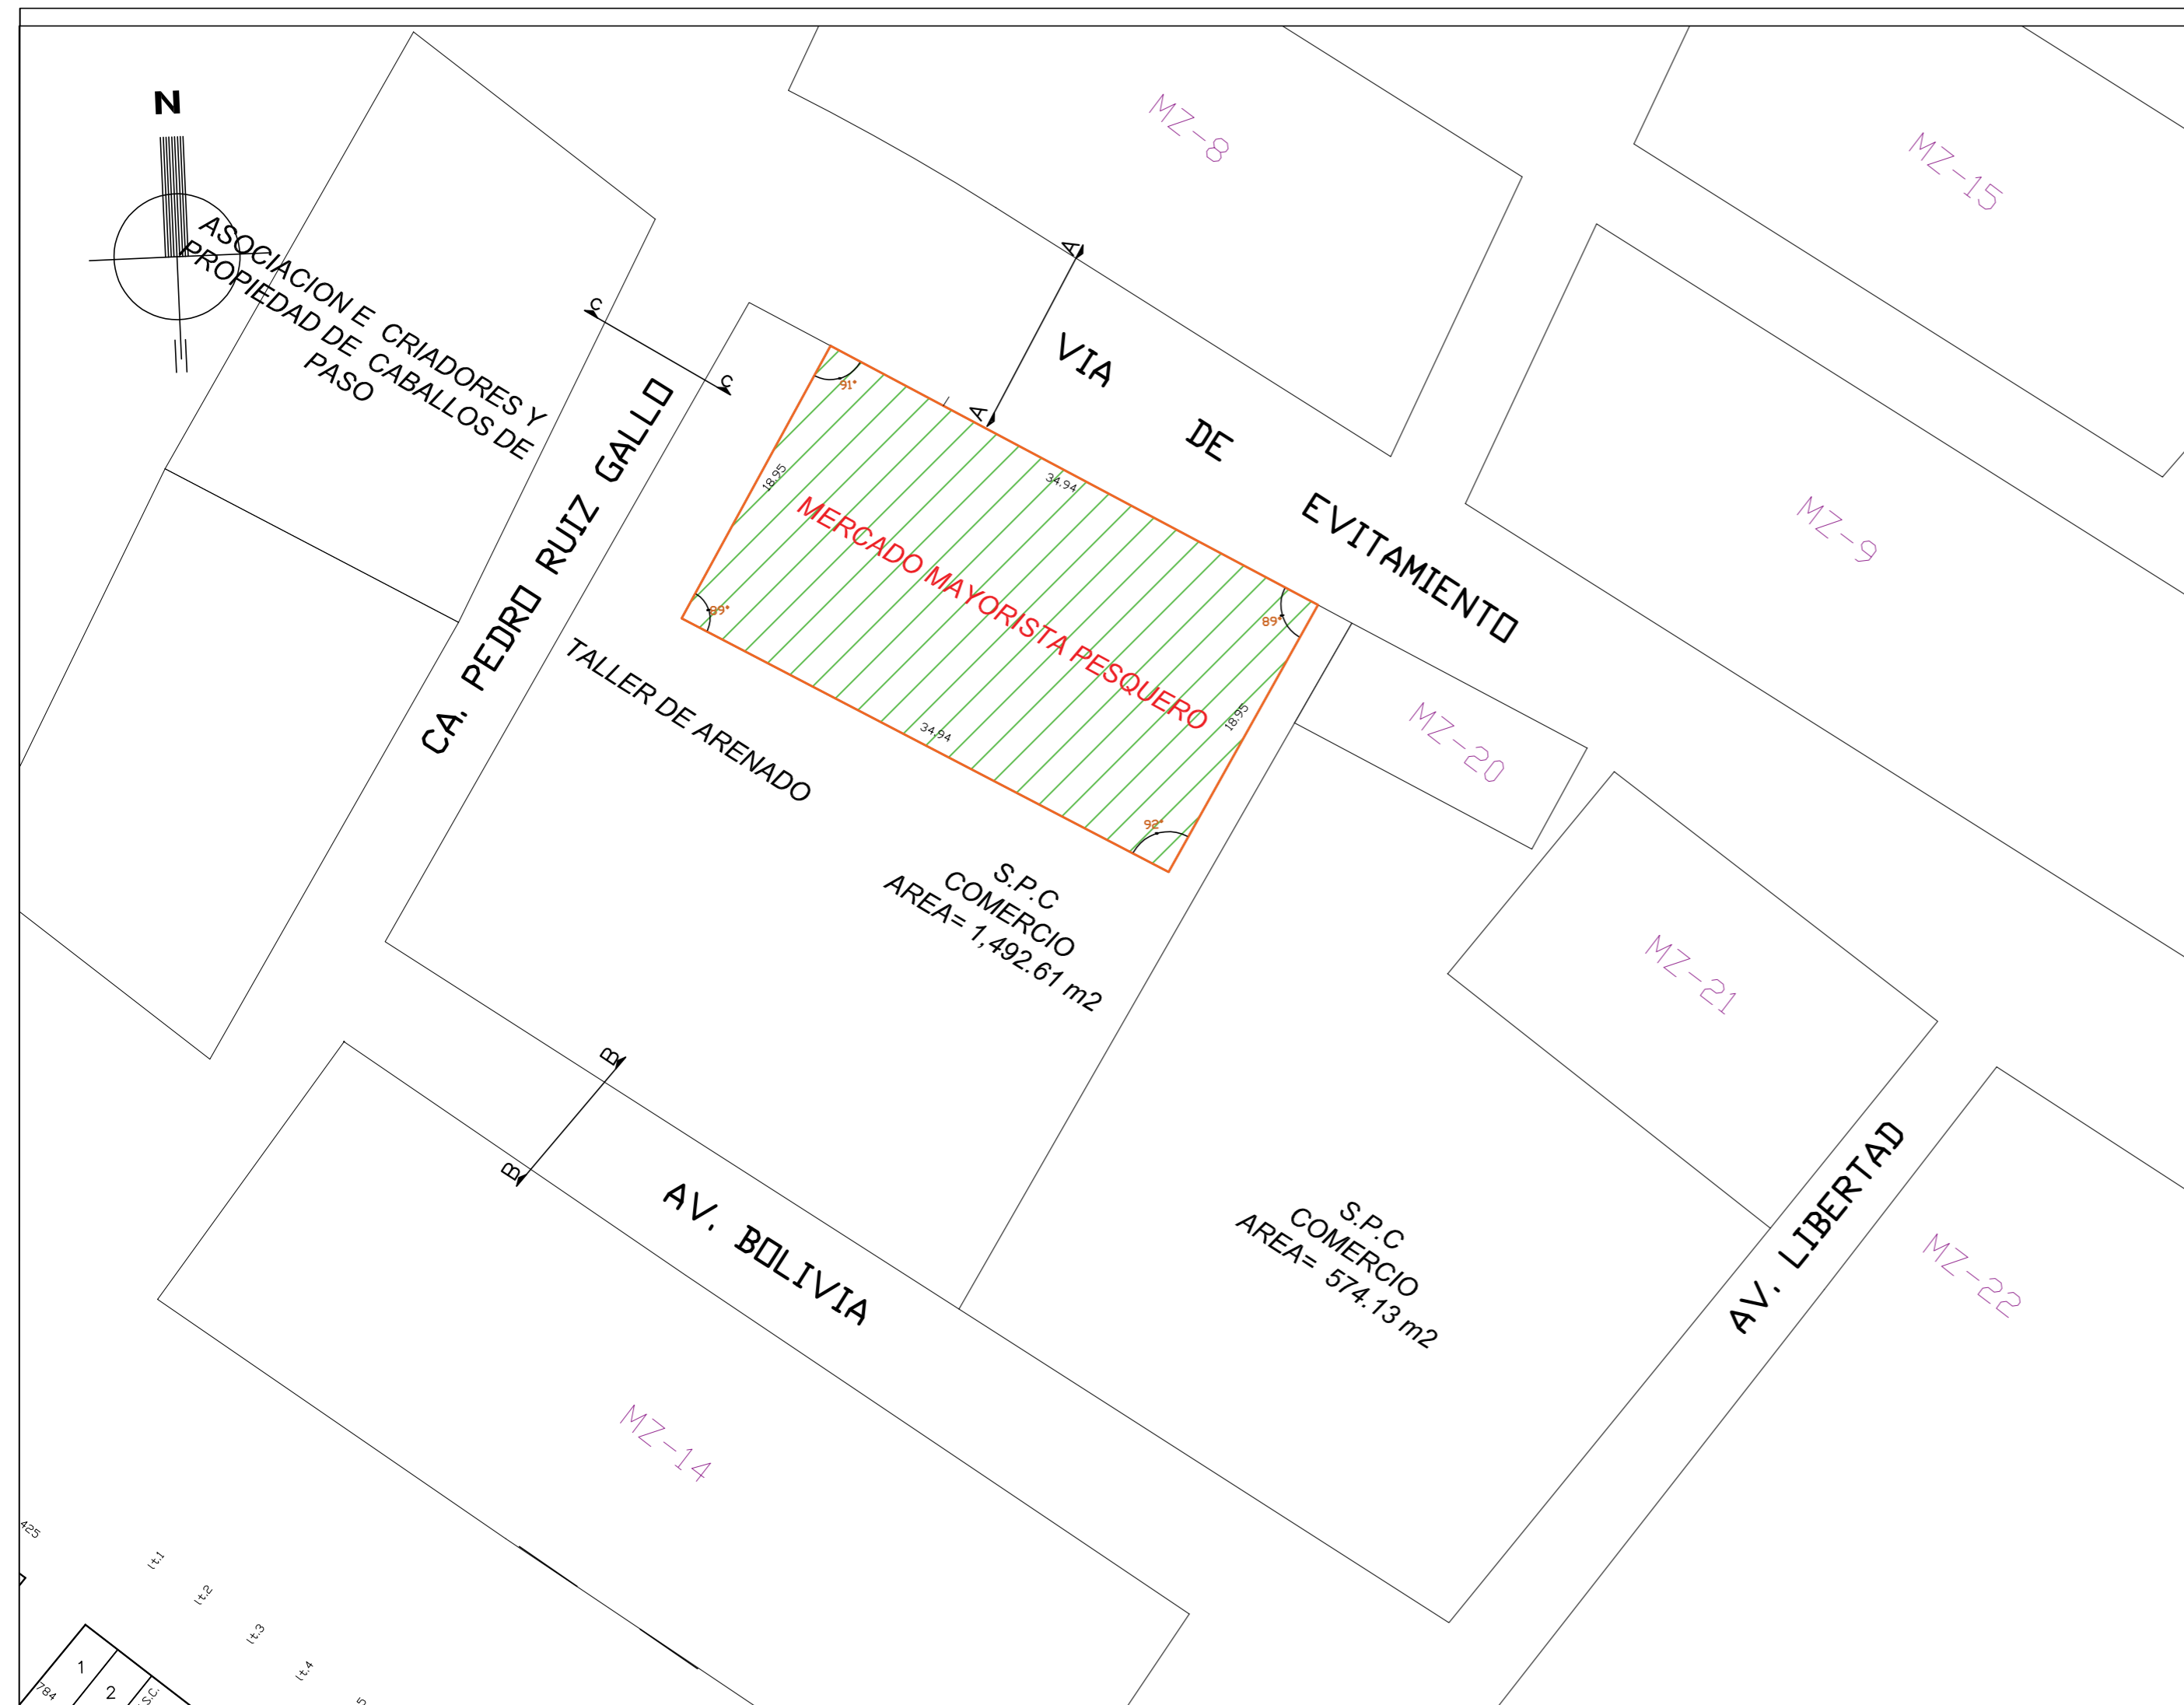 N
MZ-8
MZ-15
ASOCIACION E CRIADORES Y
PROPIEDAD DE CABALLOS DE
PASO
A
A
C
C
VIA DE EVITAMIENTO
MZ-9
CA. PEDRO RUIZ GALLO
91°
18.95
34.94
MERCADO MAYORISTA PESQUERO
89°
89°
34.94
18.95
92°
TALLER DE ARENADO
MZ-20
S.P.C
COMERCIO
AREA= 1,492.61 m2
MZ-21
B
B
AV. BOLIVIA
S.P.C
COMERCIO
AREA= 574.13 m2
AV. LIBERTAD
MZ-22
MZ-14
425
Lt.1
Lt.2
Lt.3
Lt.4
5
1
2
784
S.C.